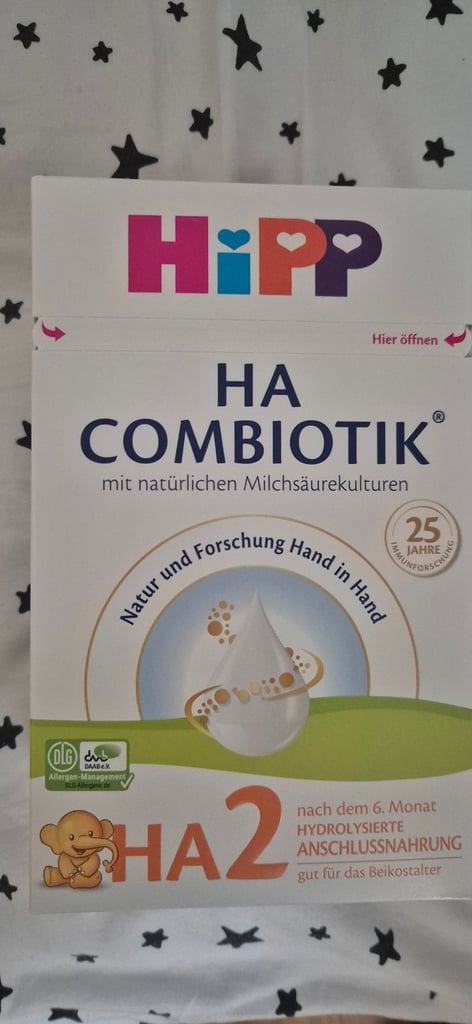 HiPP
Hier öffnen
HA
COMBIOTIK®
mit natürlichen Milchsäurekulturen
25
JAHRE
IMMUNFORSCHUNG
Natur und Forschung Hand in Hand
DLG
DAAB e.V.
Allergen-Management
DLG-Allergene.de
HA2
nach dem 6. Monat
HYDROLYSIERTE
ANSCHLUSSNAHRUNG
gut für das Beikostalter